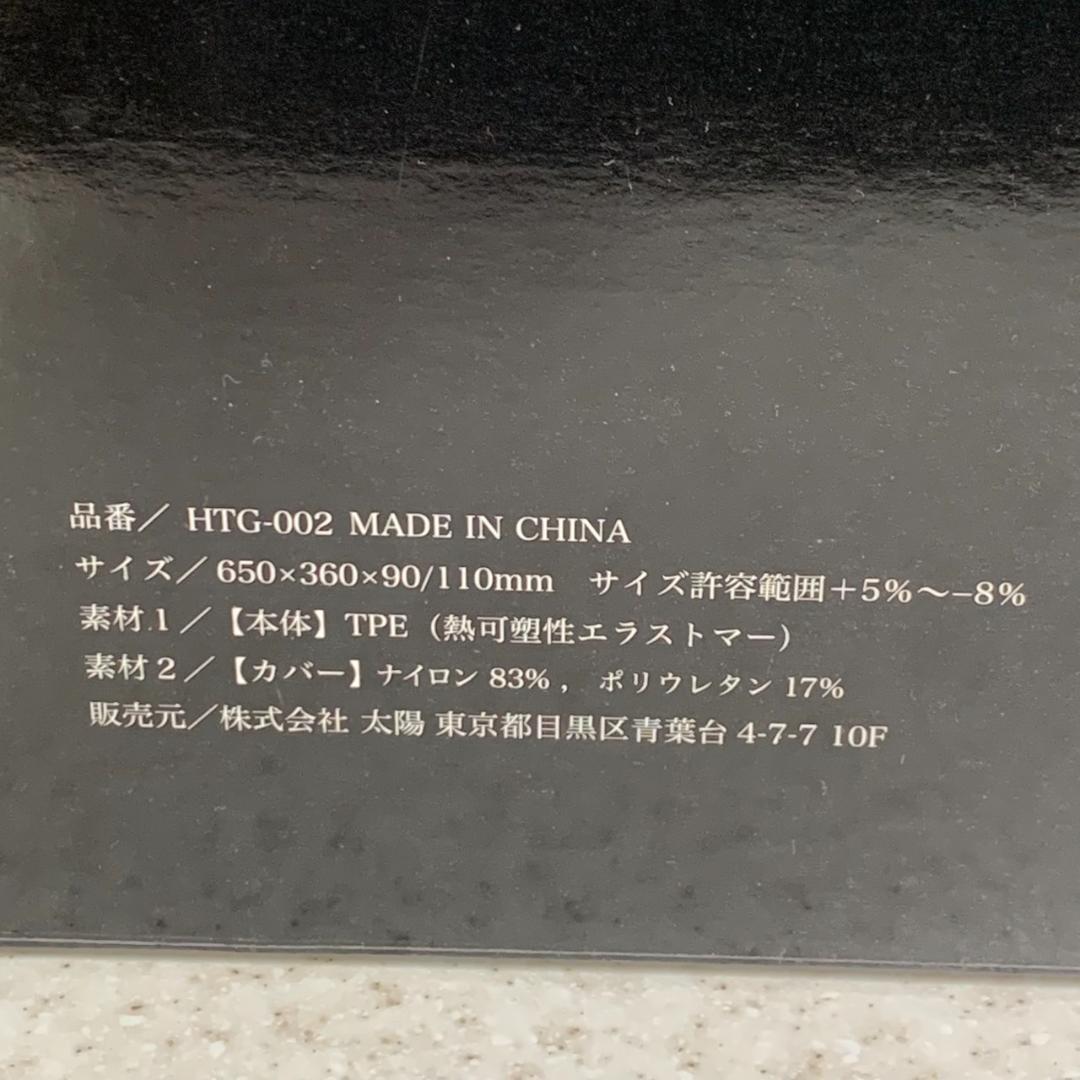 品番／ HTG-002 MADE IN CHINA
サイズ／650×360×90/110mm　サイズ許容範囲＋5%〜−8%
素材1／【本体】TPE（熱可塑性エラストマー）
素材2／【カバー】ナイロン 83% ,　ポリウレタン 17%
販売元／株式会社 太陽 東京都目黒区青葉台 4-7-7 10F